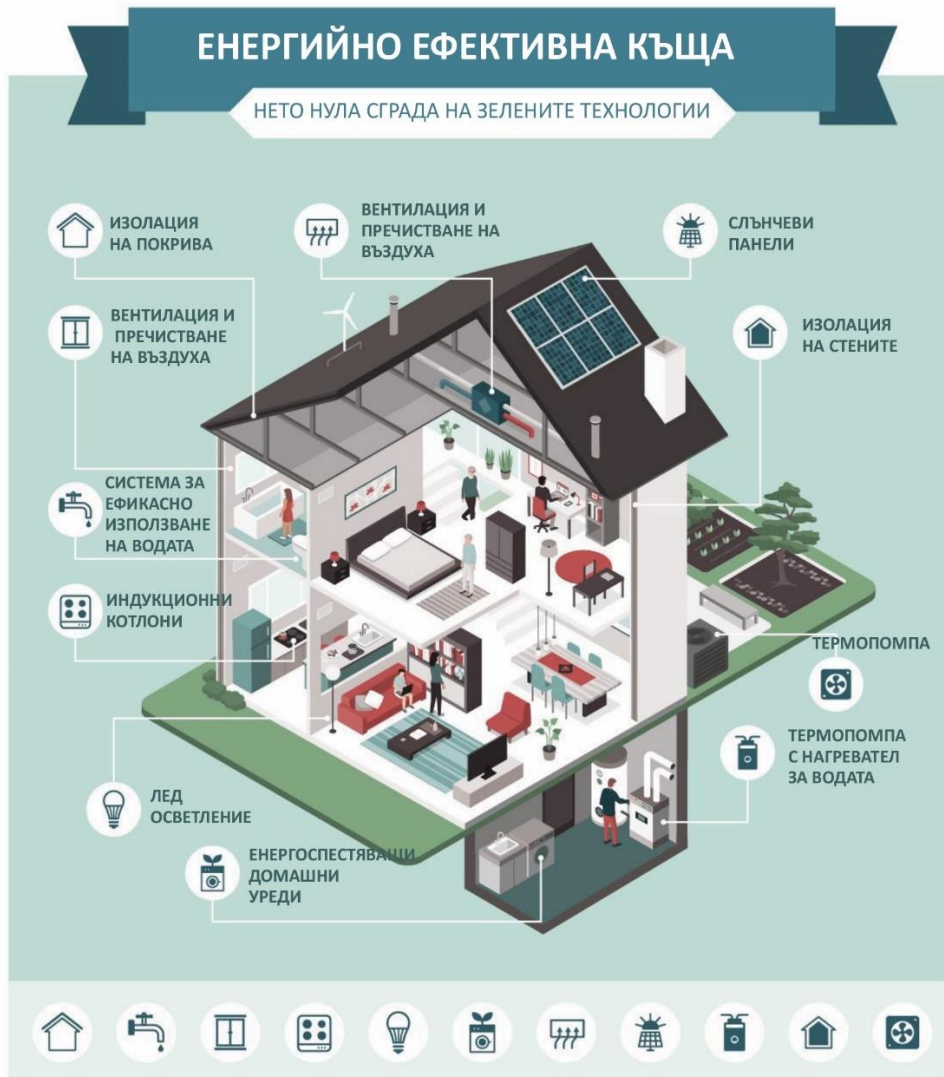 ЕНЕРГИЙНО ЕФЕКТИВНА КЪЩА
НЕТО НУЛА СГРАДА НА ЗЕЛЕНИТЕ ТЕХНОЛОГИИ
ИЗОЛАЦИЯ
НА ПОКРИВА
ВЕНТИЛАЦИЯ И
ПРЕЧИСТВАНЕ НА
ВЪЗДУХА
СЛЪНЧЕВИ
ПАНЕЛИ
ВЕНТИЛАЦИЯ И
ПРЕЧИСТВАНЕ
НА ВЪЗДУХА
ИЗОЛАЦИЯ
НА СТЕНИТЕ
СИСТЕМА ЗА
ЕФИКАСНО
ИЗПОЛЗВАНЕ
НА ВОДАТА
ИНДУКЦИОННИ
КОТЛОНИ
ТЕРМОПОМПА
ТЕРМОПОМПА
С НАГРЕВАТЕЛ
ЗА ВОДАТА
ЛЕД
ОСВЕТЛЕНИЕ
ЕНЕРГОСПЕСТЯВАЩИ
ДОМАШНИ
УРЕДИ